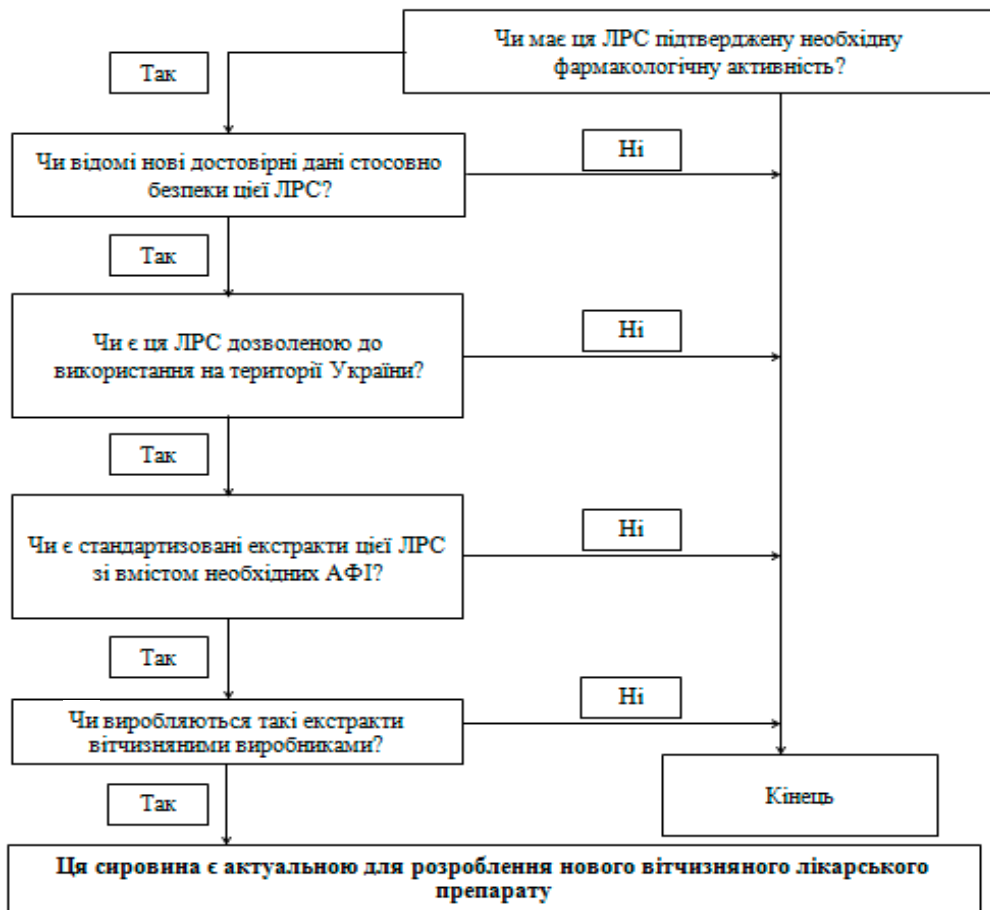 Чи має ця ЛРС підтверджену необхідну
фармакологічну активність?
Так
Чи відомі нові достовірні дані стосовно
безпеки цієї ЛРС?
Ні
Так
Чи є ця ЛРС дозволеною до
використання на території України?
Ні
Так
Чи є стандартизовані екстракти цієї ЛРС
зі вмістом необхідних АФІ?
Ні
Так
Чи виробляються такі екстракти
вітчизняними виробниками?
Ні
Так
Кінець
Ця сировина є актуальною для розроблення нового вітчизняного лікарського
препарату